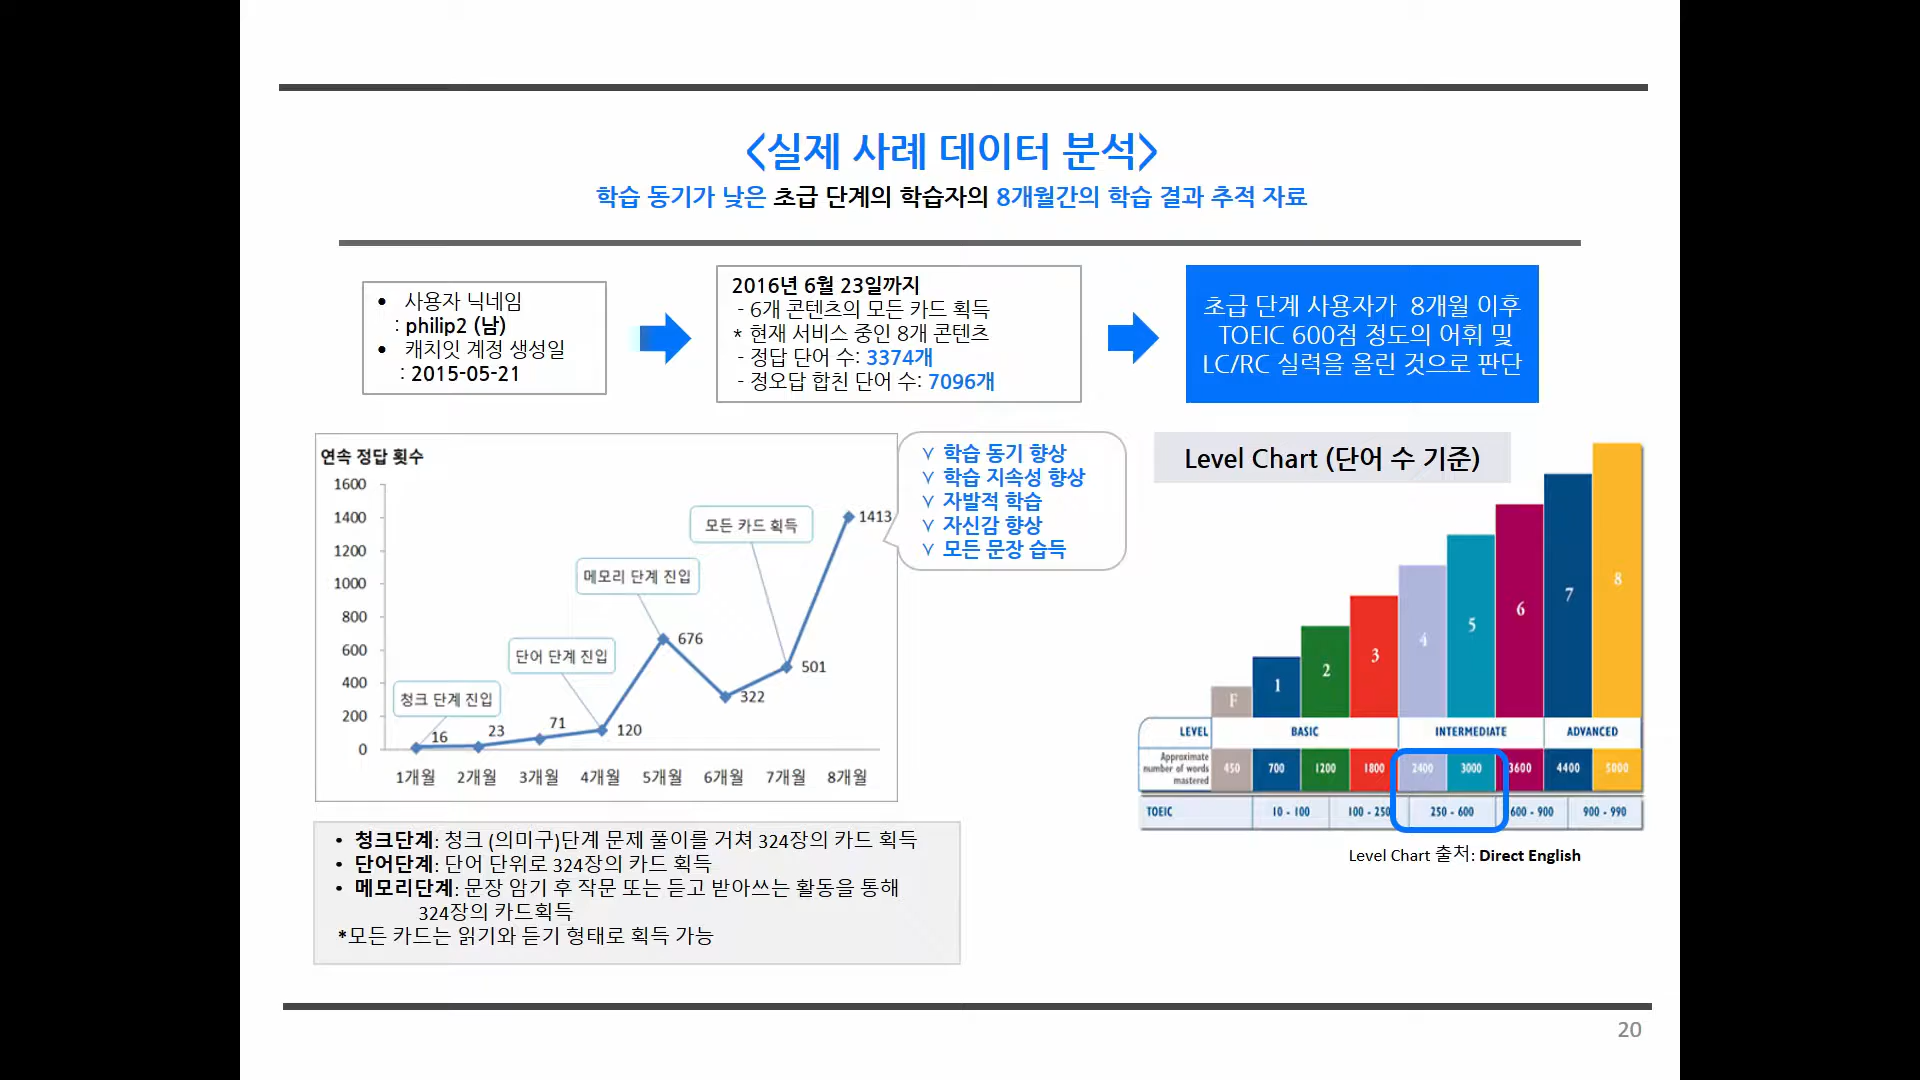 <실제 사례 데이터 분석>
학습 동기가 낮은 초급 단계의 학습자의 8개월간의 학습 결과 추적 자료
• 사용자 닉네임
: philip2 (남)
• 캐치잇 계정 생성일
: 2015-05-21
2016년 6월 23일까지
- 6개 콘텐츠의 모든 카드 획득
* 현재 서비스 중인 8개 콘텐츠
- 정답 단어 수: 3374개
- 정오답 합친 단어 수: 7096개
초급 단계 사용자가 8개월 이후
TOEIC 600점 정도의 어휘 및
LC/RC 실력을 올린 것으로 판단
연속 정답 횟수
1600
1400
1200
1000
800
600
400
200
0
청크 단계 진입
단어 단계 진입
메모리 단계 진입
모든 카드 획득
16
23
71
120
676
322
501
1413
1개월 2개월 3개월 4개월 5개월 6개월 7개월 8개월
v 학습 동기 향상
v 학습 지속성 향상
v 자발적 학습
v 자신감 향상
v 모든 문장 습득
Level Chart (단어 수 기준)
F 1 2 3 4 5 6 7 8
LEVEL BASIC INTERMEDIATE ADVANCED
Approximate
number of words
mastered
450 700 1200 1800 2400 3000 3600 4400 5000
TOEIC 10 - 100 100 - 250 250 - 600 600 - 900 900 - 990
Level Chart 출처: Direct English
• 청크단계: 청크 (의미구)단계 문제 풀이를 거쳐 324장의 카드 획득
• 단어단계: 단어 단위로 324장의 카드 획득
• 메모리단계: 문장 암기 후 작문 또는 듣고 받아쓰는 활동을 통해
324장의 카드획득
*모든 카드는 읽기와 듣기 형태로 획득 가능
20